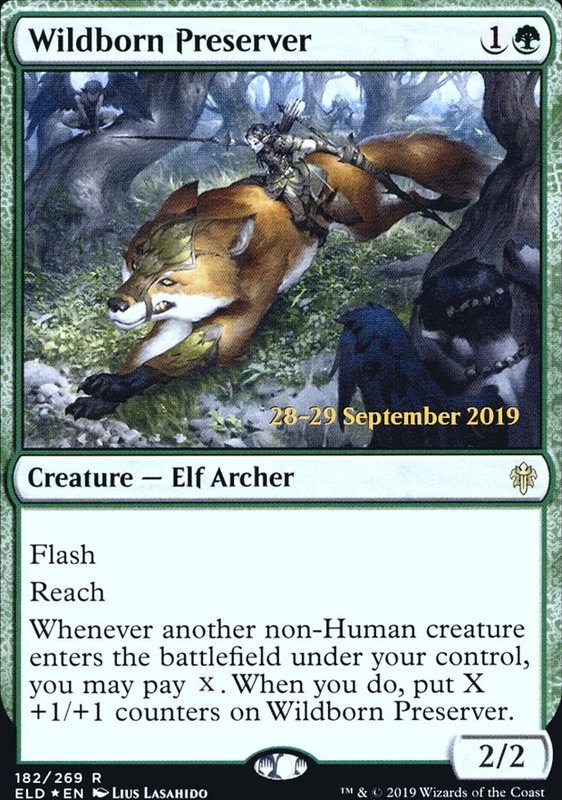 Wildborn Preserver 1
28–29 September 2019
Creature — Elf Archer
Flash
Reach
Whenever another non-Human creature
enters the battlefield under your control,
you may pay X. When you do, put X
+1/+1 counters on Wildborn Preserver.
2/2
182/269 R
ELD ★ EN Lius Lasahido
™ & © 2019 Wizards of the Coast